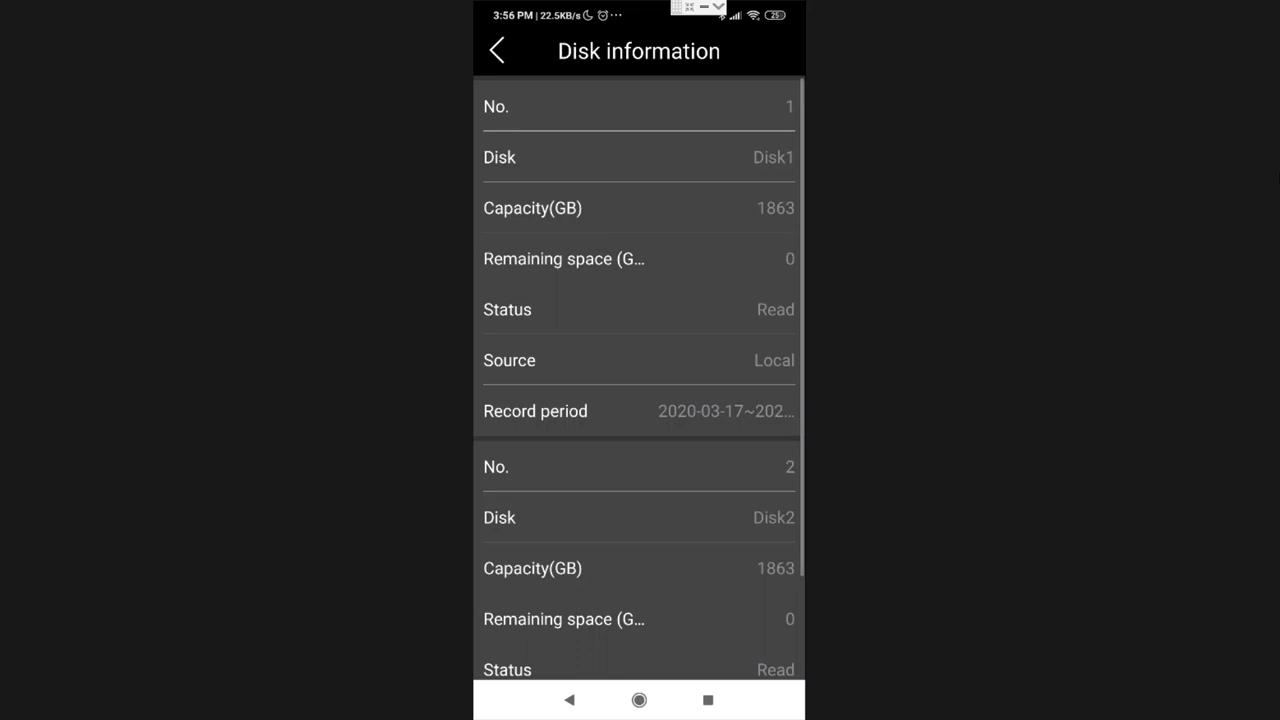 3:56 PM | 22.5KB/s ... 25
Disk information
No. 1
Disk Disk1
Capacity(GB) 1863
Remaining space (G... 0
Status Read
Source Local
Record period 2020-03-17~202...
No. 2
Disk Disk2
Capacity(GB) 1863
Remaining space (G... 0
Status Read